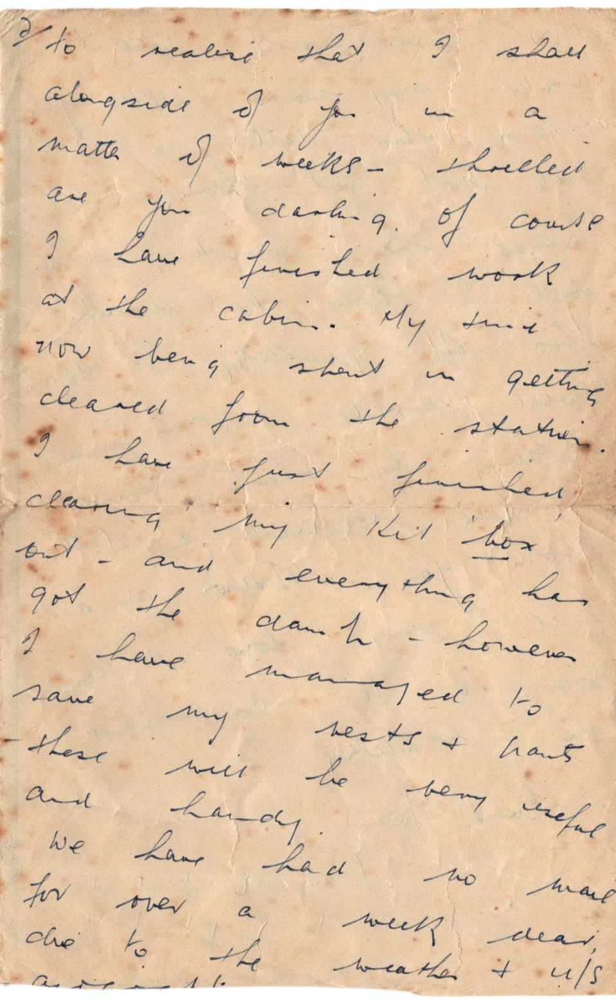 2/ to realise that I shall
alongside of you in a
matter of weeks - thrilled
are you darling. Of course
I have finished work
at the cabin. My time
now being spent in getting
cleared from the station.
I have just finished
clearing my Kit box
out - and everything has
got the damp - however
I have managed to
save my vests + pants
- these will be very useful
and handy.
We have had no mail
for over a week dear,
due to the weather + U/S